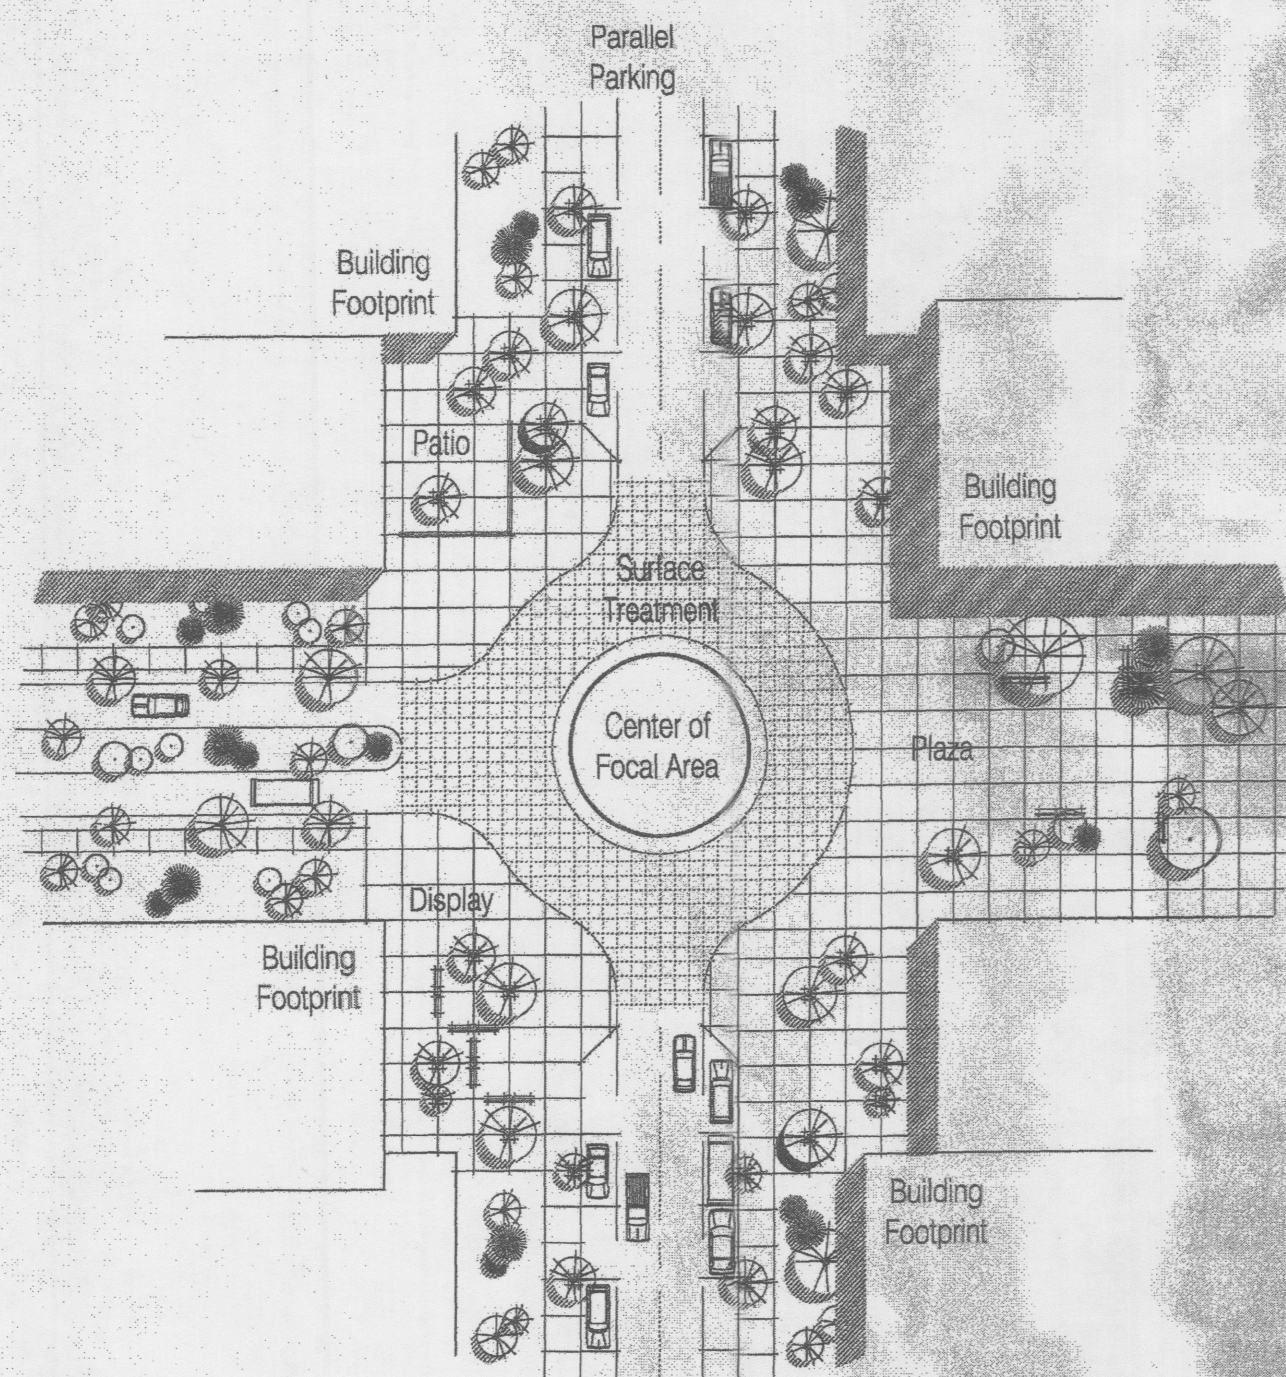 Parallel
Parking
Building
Footprint
Patio
Building
Footprint
Surface
Treatment
Center of
Focal Area
Plaza
Display
Building
Footprint
Building
Footprint